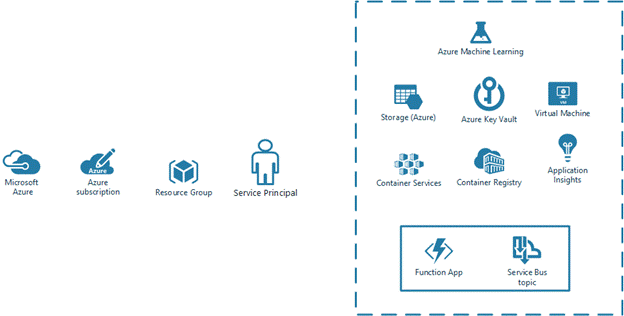 Azure Machine Learning
Storage (Azure)
Azure Key Vault
VM
Virtual Machine
Microsoft
Azure
Azure
Azure
subscription
Resource Group
Service Principal
Container Services
Container Registry
Application
Insights
Function App
Service Bus
topic